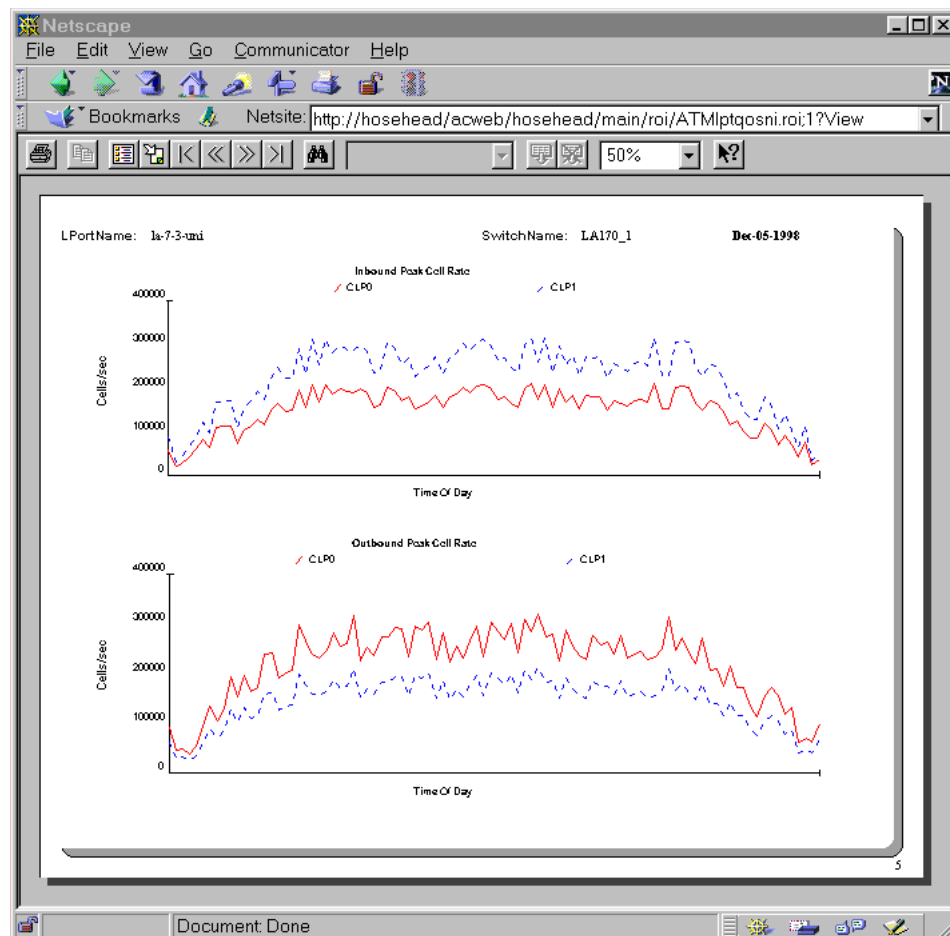 Netscape
File Edit View Go Communicator Help
N
Bookmarks Netsite: http://hosehead/acweb/hosehead/main/roi/ATMlptqosni.roi;1?View
50%
LPortName: la-7-3-uni SwitchName: LA170_1 Dec-05-1998
Inbound Peak Cell Rate
CLP0 CLP1
400000
300000
200000
100000
0
Cells/sec
Time Of Day
Outbound Peak Cell Rate
CLP0 CLP1
400000
300000
200000
100000
0
Cells/sec
Time Of Day
5
Document: Done